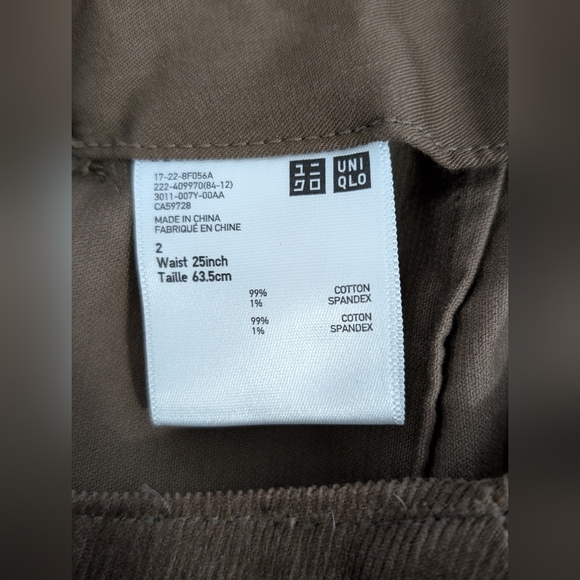 17-22-8F056A
222-409970(84-12)
3011-007Y-00AA
CA59728
ユニ
クロ
UNI
QLO
MADE IN CHINA
FABRIQUÉ EN CHINE
2
Waist 25inch
Taille 63.5cm
99% COTTON
1% SPANDEX
99% COTON
1% SPANDEX